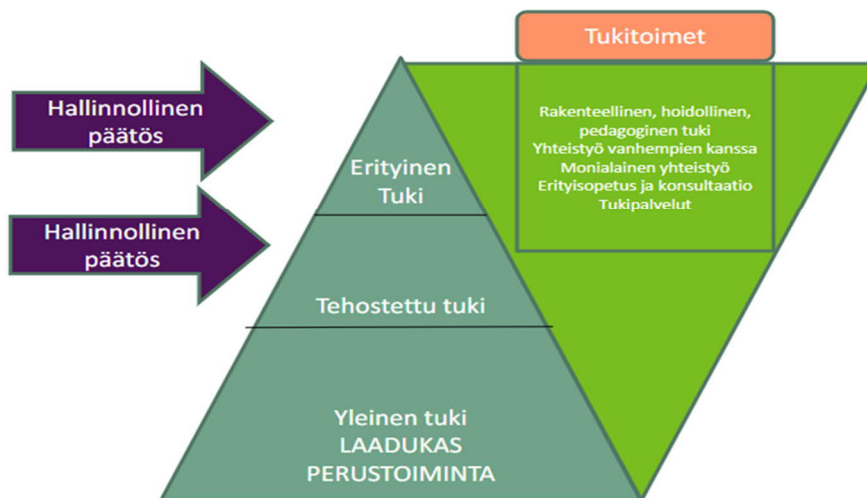 Tukitoimet
Hallinnollinen
päätös
Rakenteellinen, hoidollinen,
pedagoginen tuki
Yhteistyö vanhempien kanssa
Monialainen yhteistyö
Erityisopetus ja konsultaatio
Tukipalvelut
Erityinen
Tuki
Hallinnollinen
päätös
Tehostettu tuki
Yleinen tuki
LAADUKAS
PERUSTOIMINTA